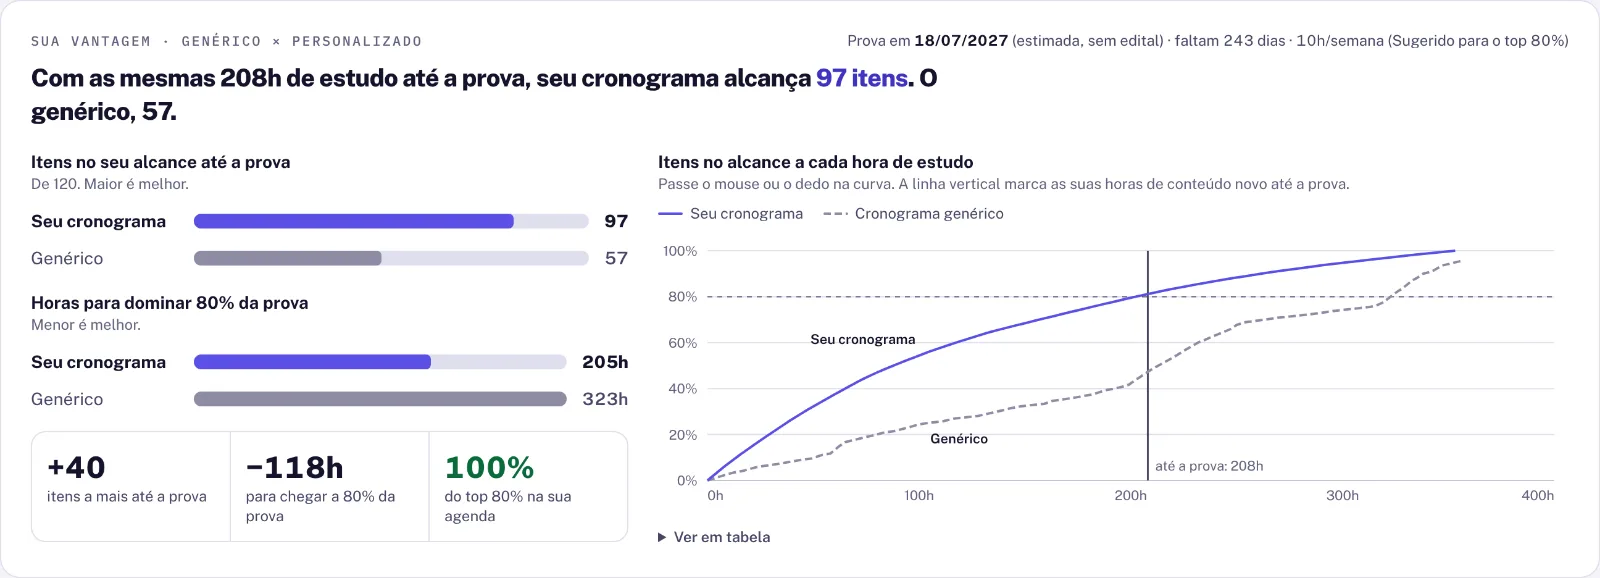 SUA VANTAGEM · GENÉRICO × PERSONALIZADO
Prova em 18/07/2027 (estimada, sem edital) · faltam 243 dias · 10h/semana (Sugerido para o top 80%)
Com as mesmas 208h de estudo até a prova, seu cronograma alcança 97 itens. O
genérico, 57.
Itens no seu alcance até a prova
De 120. Maior é melhor.
Seu cronograma 97
Genérico 57
Horas para dominar 80% da prova
Menor é melhor.
Seu cronograma 205h
Genérico 323h
+40
itens a mais até a prova
−118h
para chegar a 80% da
prova
100%
do top 80% na sua
agenda
Itens no alcance a cada hora de estudo
Passe o mouse ou o dedo na curva. A linha vertical marca as suas horas de conteúdo novo até a prova.
Seu cronograma Cronograma genérico
100%
80%
60%
40%
20%
0%
Seu cronograma
Genérico
até a prova: 208h
0h 100h 200h 300h 400h
▶ Ver em tabela